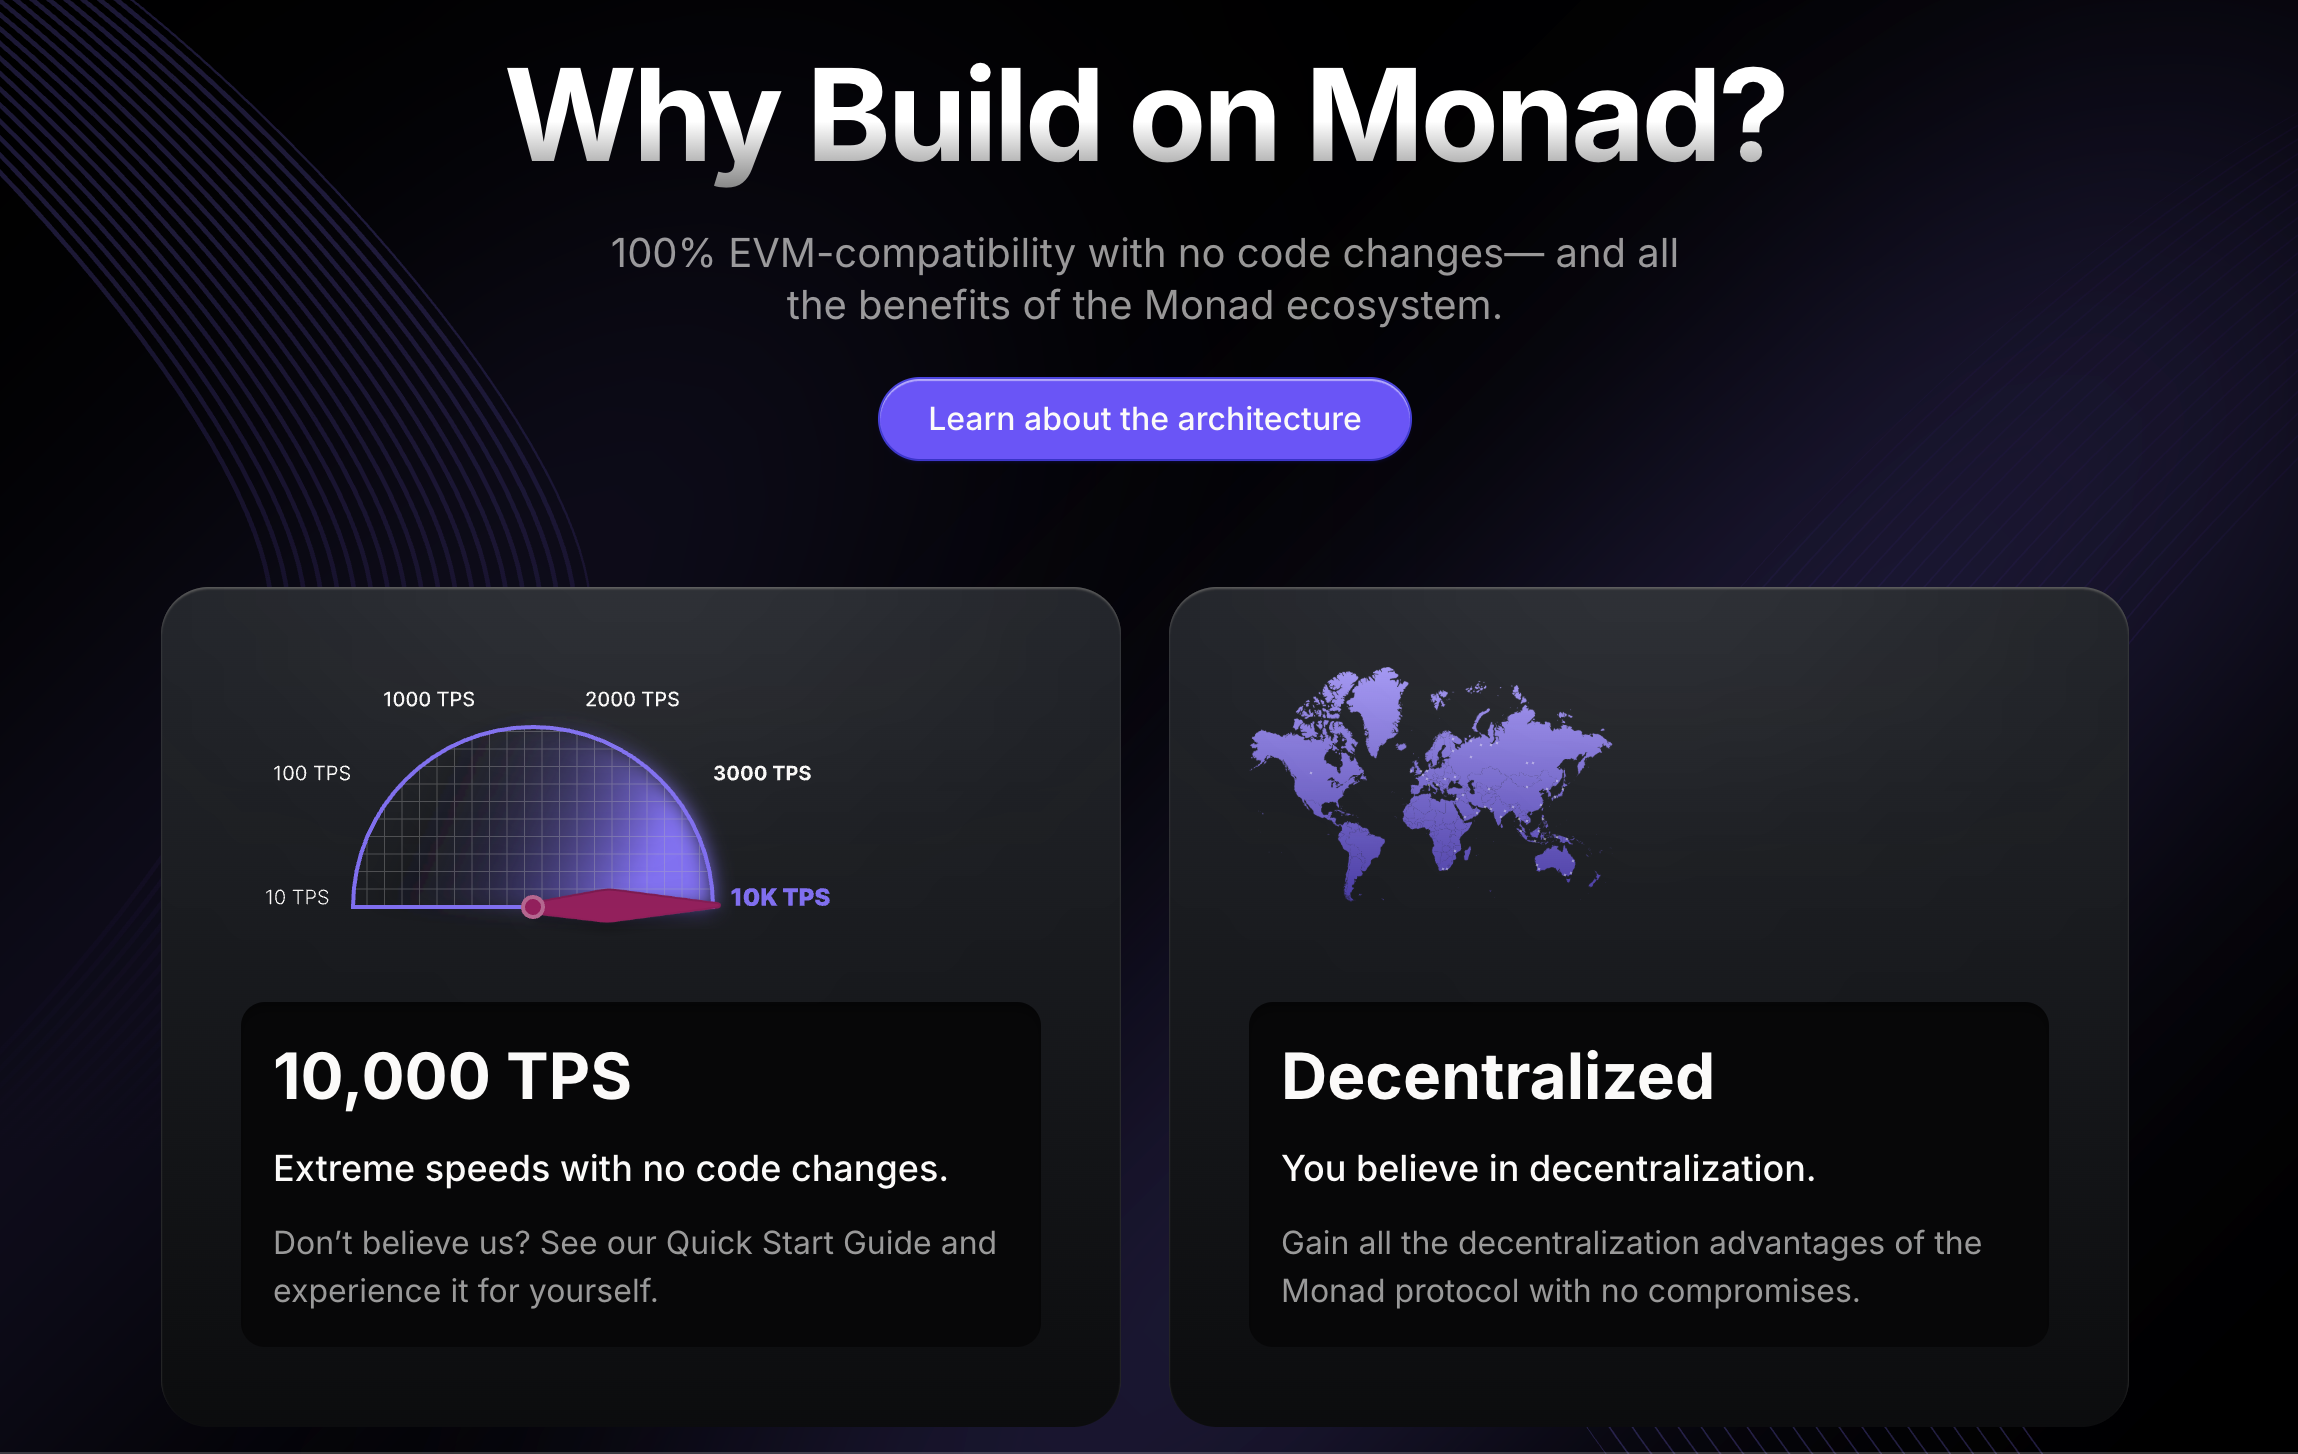 Why Build on Monad?
100% EVM-compatibility with no code changes— and all
the benefits of the Monad ecosystem.
Learn about the architecture
1000 TPS
2000 TPS
100 TPS
3000 TPS
10 TPS
10K TPS
10,000 TPS
Extreme speeds with no code changes.
Don’t believe us? See our Quick Start Guide and
experience it for yourself.
Decentralized
You believe in decentralization.
Gain all the decentralization advantages of the
Monad protocol with no compromises.